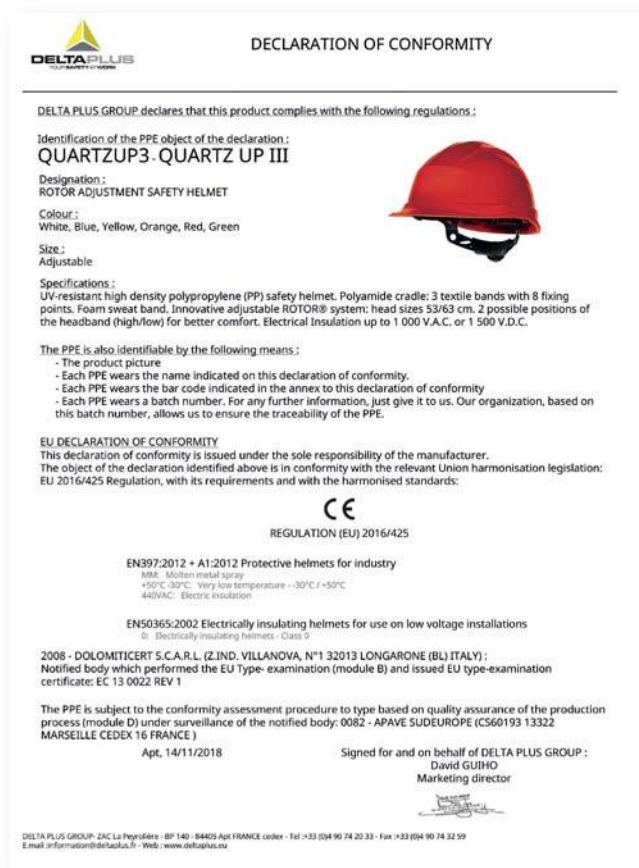 DELTAPLUS
YOUR SAFETY AT WORK
DECLARATION OF CONFORMITY
DELTA PLUS GROUP declares that this product complies with the following regulations :
Identification of the PPE object of the declaration :
QUARTZUP3 - QUARTZ UP III
Designation :
ROTOR ADJUSTMENT SAFETY HELMET
Colour :
White, Blue, Yellow, Orange, Red, Green
Size :
Adjustable
Specifications :
UV-resistant high density polypropylene (PP) safety helmet. Polyamide cradle: 3 textile bands with 8 fixing
points. Foam sweat band. Innovative adjustable ROTOR® system: head sizes 53/63 cm. 2 possible positions of
the headband (high/low) for better comfort. Electrical Insulation up to 1 000 V.A.C. or 1 500 V.D.C.
The PPE is also identifiable by the following means :
- The product picture
- Each PPE wears the name indicated on this declaration of conformity.
- Each PPE wears the bar code indicated in the annex to this declaration of conformity
- Each PPE wears a batch number. For any further information, just give it to us. Our organization, based on
this batch number, allows us to ensure the traceability of the PPE.
EU DECLARATION OF CONFORMITY
This declaration of conformity is issued under the sole responsibility of the manufacturer.
The object of the declaration identified above is in conformity with the relevant Union harmonisation legislation:
EU 2016/425 Regulation, with its requirements and with the harmonised standards:
CE
REGULATION (EU) 2016/425
EN397:2012 + A1:2012 Protective helmets for industry
MM: Molten metal spray
+50°C -30°C: Very low temperature - -30°C / +50°C
440VAC: Electric insulation
EN50365:2002 Electrically insulating helmets for use on low voltage installations
0: Electrically insulating helmets - Class 0
2008 - DOLOMITICERT S.C.A.R.L. (Z.IND. VILLANOVA, N°1 32013 LONGARONE (BL) ITALY) :
Notified body which performed the EU Type- examination (module B) and issued EU type-examination
certificate: EC 13 0022 REV 1
The PPE is subject to the conformity assessment procedure to type based on quality assurance of the production
process (module D) under surveillance of the notified body: 0082 - APAVE SUDEUROPE (CS60193 13322
MARSEILLE CEDEX 16 FRANCE )
Apt, 14/11/2018
Signed for and on behalf of DELTA PLUS GROUP :
David GUIHO
Marketing director
DELTA PLUS GROUP- ZAC La Peyrolière - BP 140 - 84405 Apt FRANCE cedex - Tel :+33 (0)4 90 74 20 33 - Fax :+33 (0)4 90 74 32 59
E.mail :information@deltaplus.fr - Web : www.deltaplus.eu